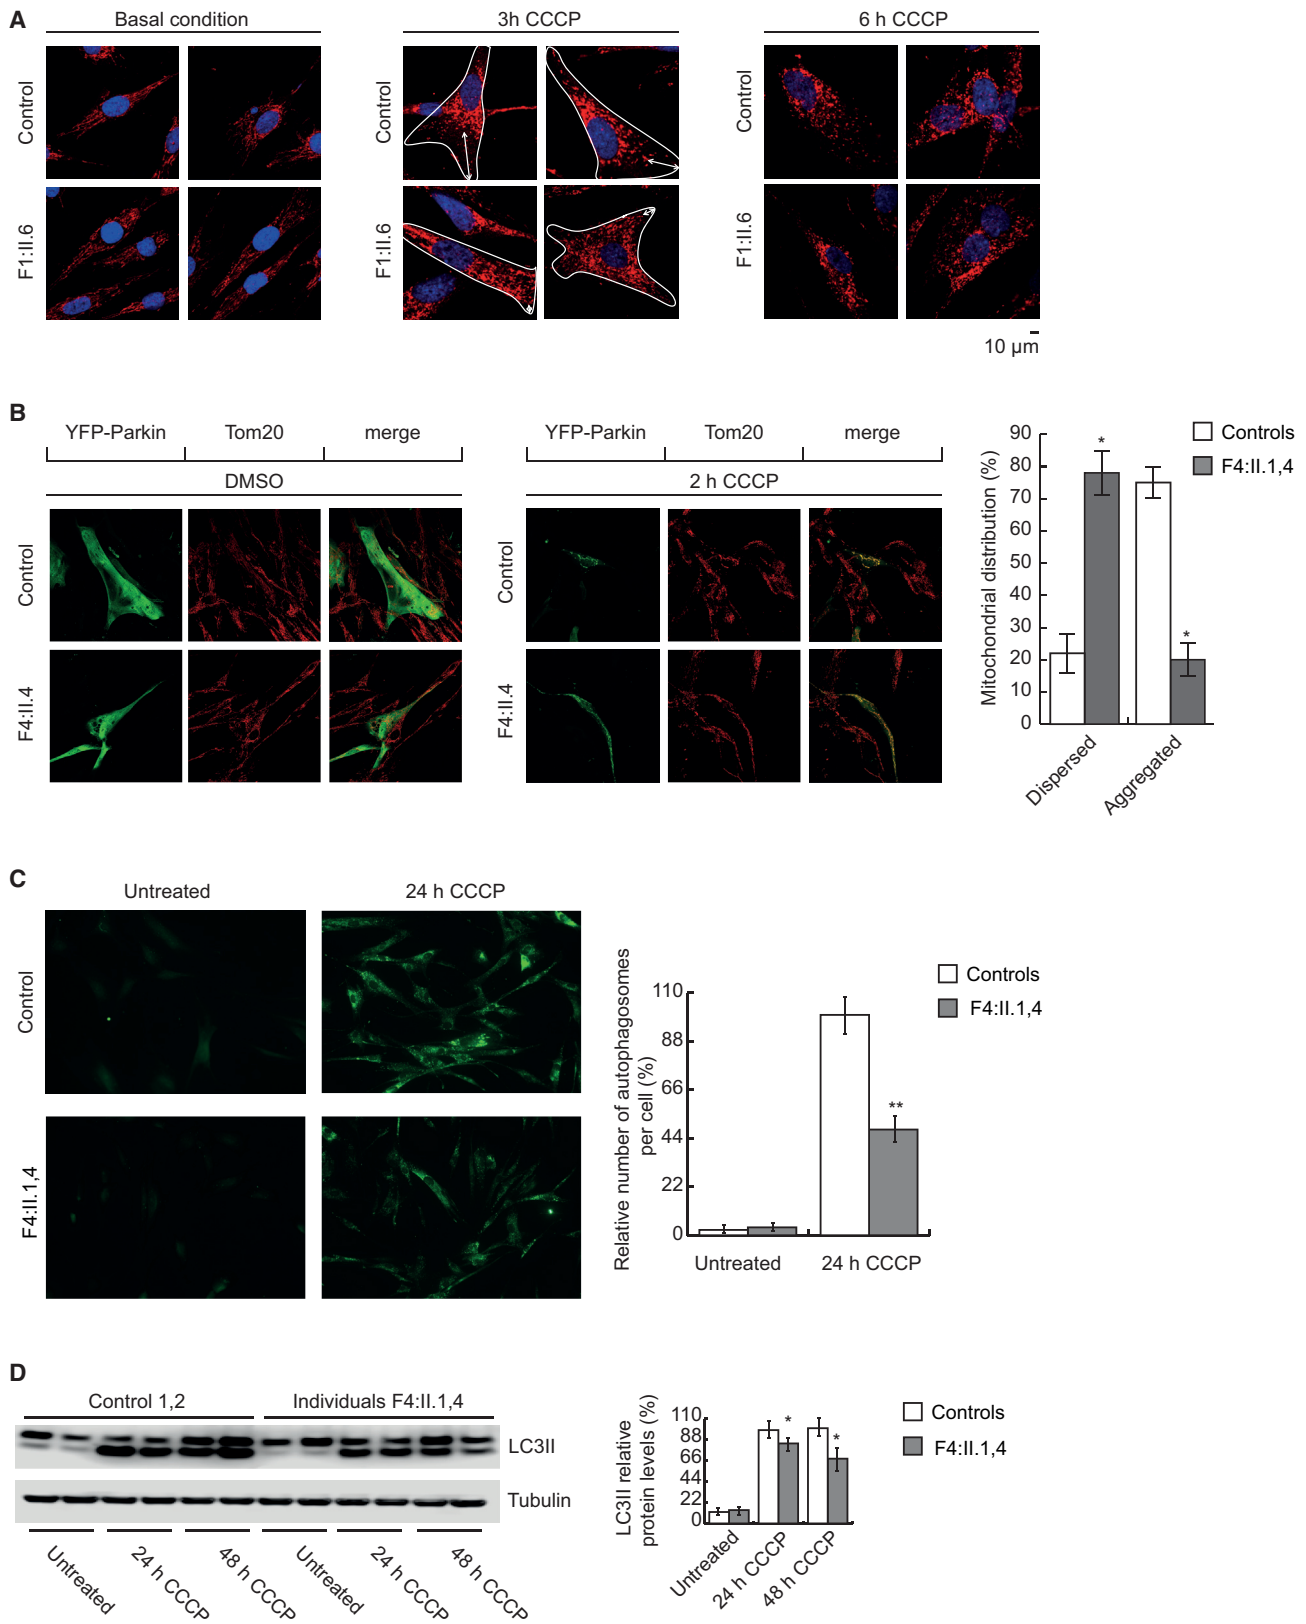 A
Basal condition
3h CCCP
6 h CCCP
Control
F1:II.6
Control
F1:II.6
Control
F1:II.6
10 µm
B
YFP-Parkin Tom20 merge
DMSO
Control
F4:II.4
YFP-Parkin Tom20 merge
2 h CCCP
Control
F4:II.4
Mitochondrial distribution (%)
90
80
70
60
50
40
30
20
10
0
*
*
Dispersed
Aggregated
Controls
F4:II.1,4
C
Untreated
24 h CCCP
Control
F4:II.1,4
Relative number of autophagosomes
per cell (%)
110
88
66
44
22
0
**
Untreated
24 h CCCP
Controls
F4:II.1,4
D
Control 1,2
Individuals F4:II.1,4
LC3II
Tubulin
Untreated
24 h CCCP
48 h CCCP
Untreated
24 h CCCP
48 h CCCP
LC3II relative
protein levels (%)
110
88
66
44
22
0
*
*
Untreated
24 h CCCP
48 h CCCP
Controls
F4:II.1,4